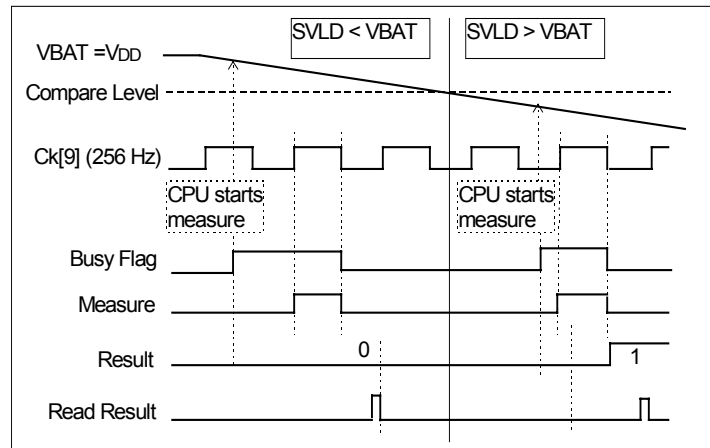 SVLD < VBAT
SVLD > VBAT
VBAT =VDD
Compare Level
Ck[9] (256 Hz)
CPU starts
measure
CPU starts
measure
Busy Flag
Measure
Result
0
1
Read Result